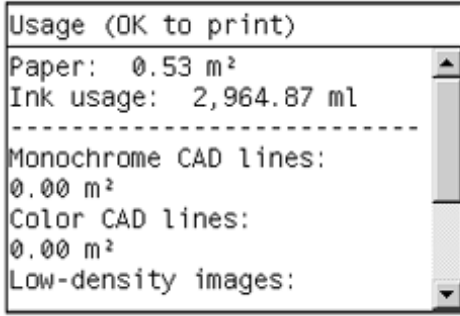 Usage (OK to print)
Paper:  0.53 m²
Ink usage:  2,964.87 ml
----------------------------
Monochrome CAD lines:
0.00 m²
Color CAD lines:
0.00 m²
Low-density images: